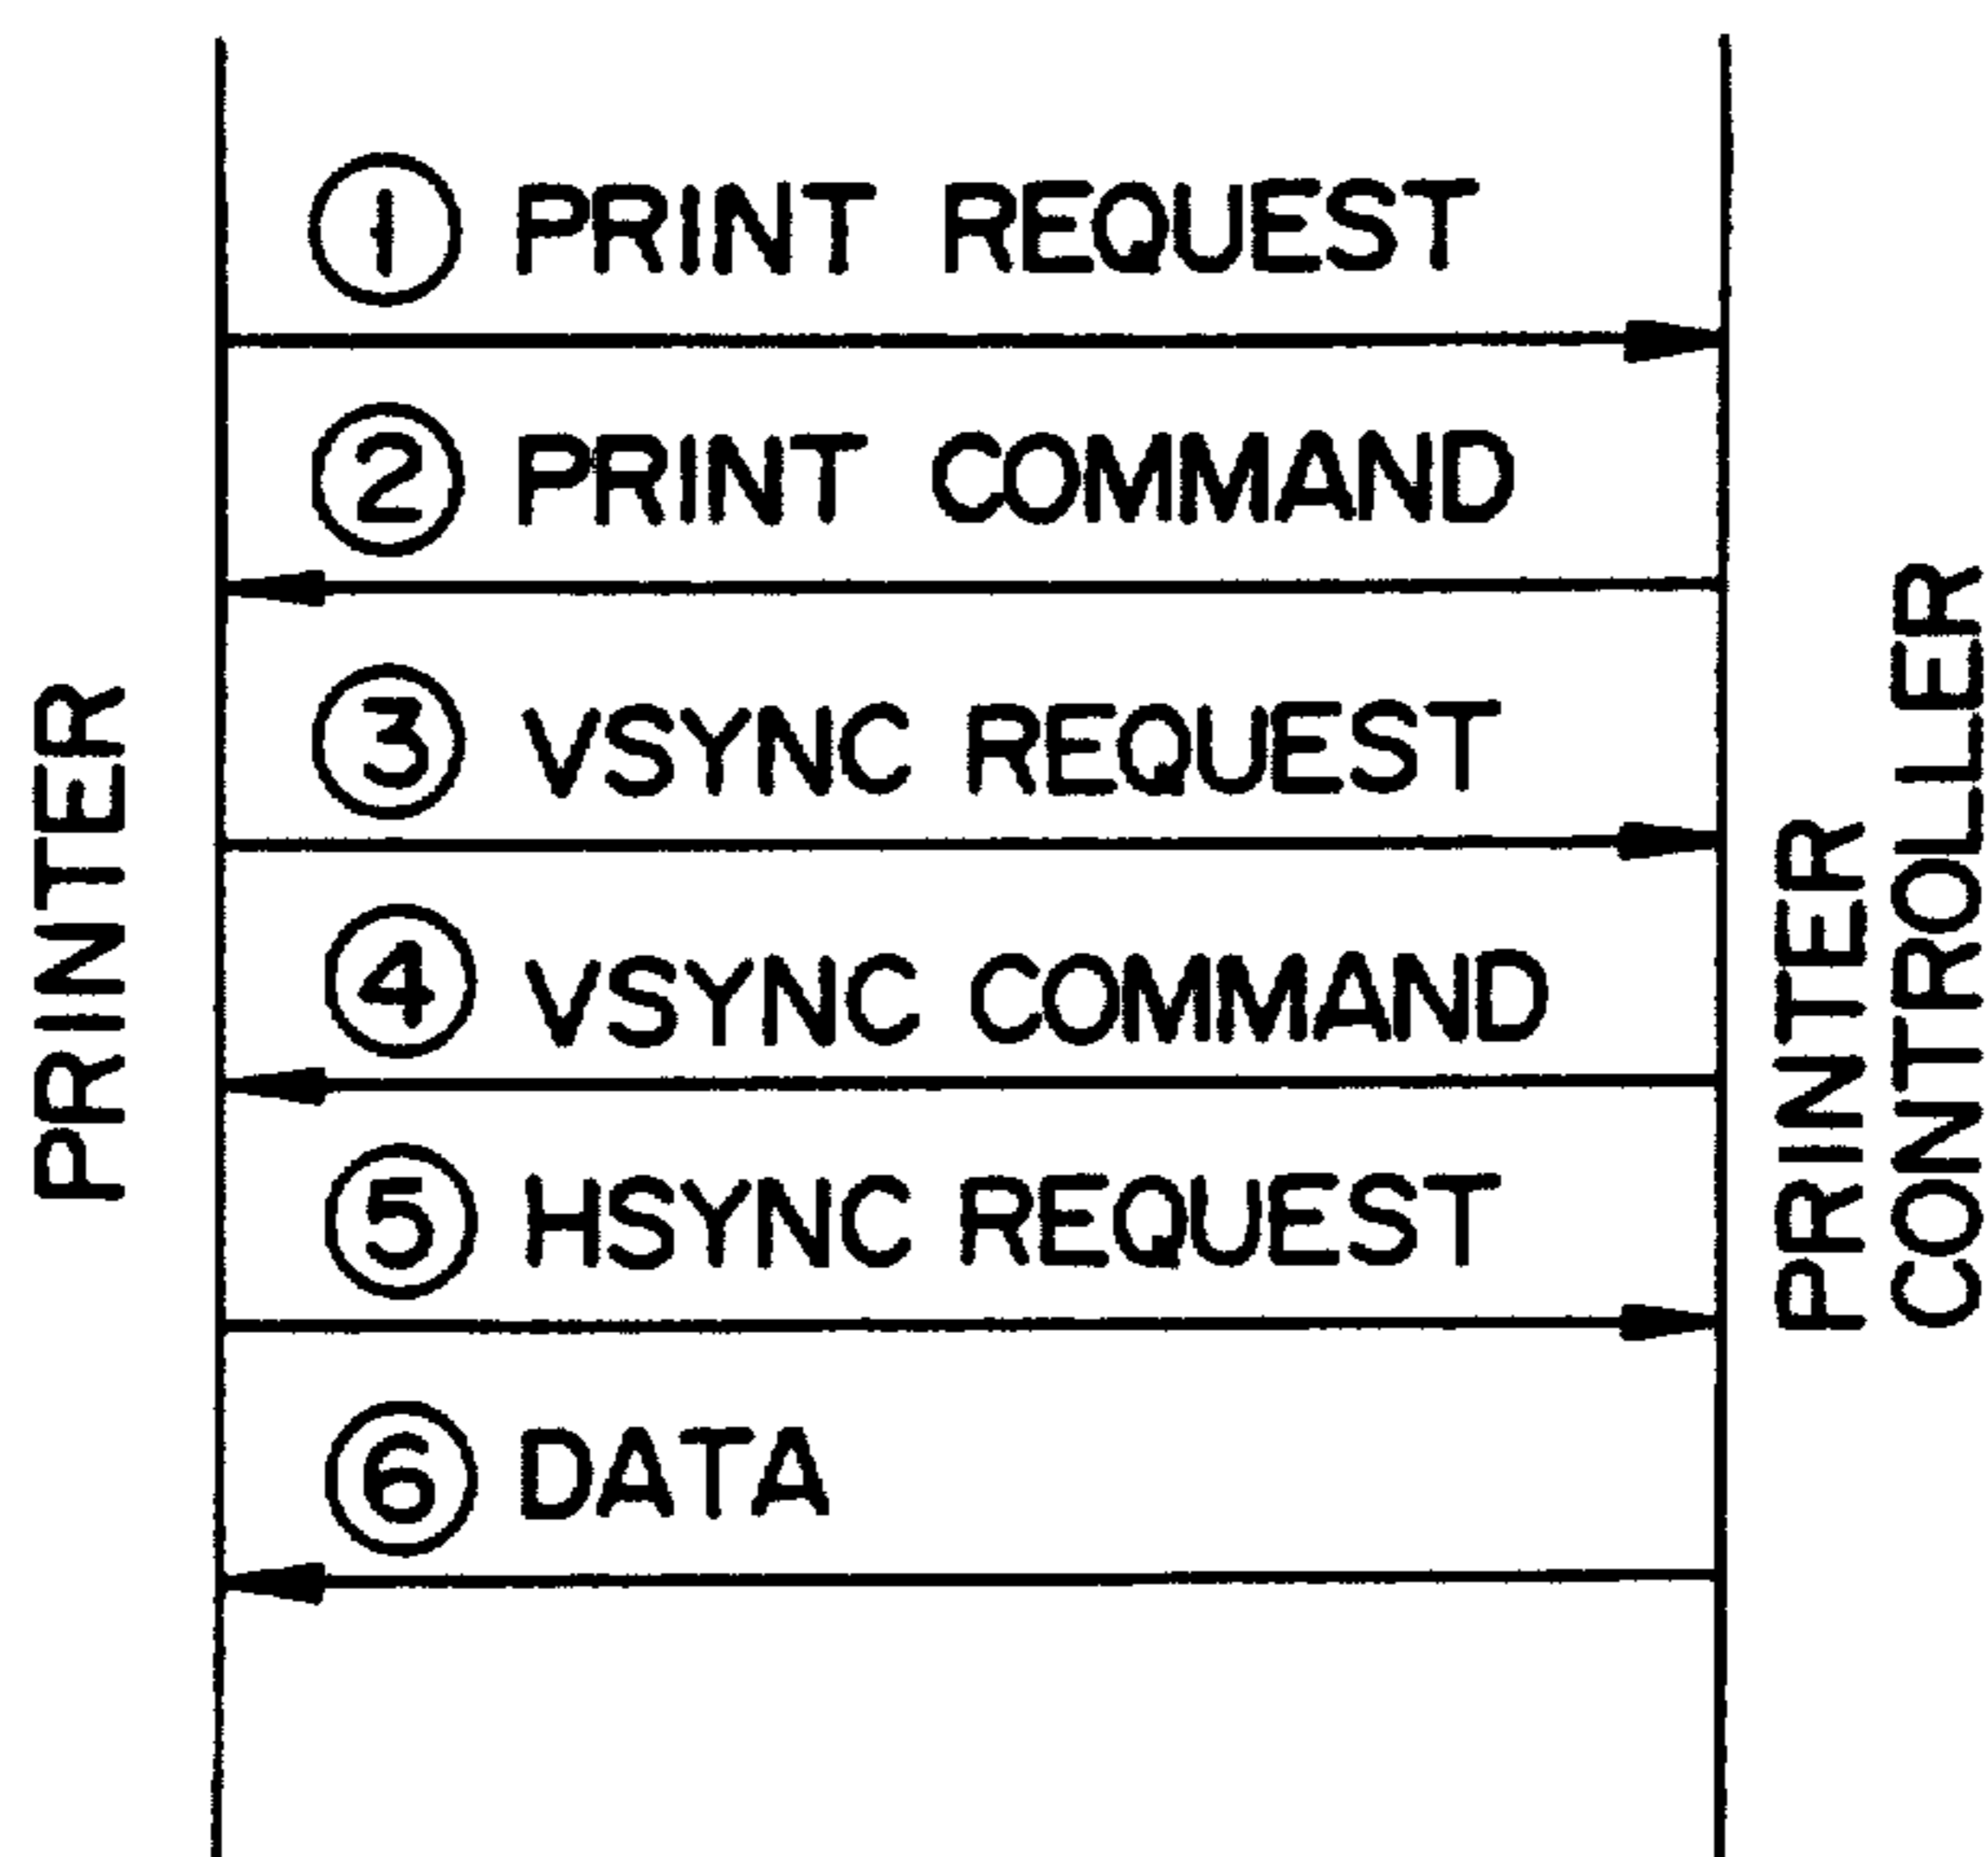 ① PRINT REQUEST
② PRINT COMMAND
③ VSYNC REQUEST
④ VSYNC COMMAND
⑤ HSYNC REQUEST
⑥ DATA
PRINTER
PRINTER
CONTROLLER